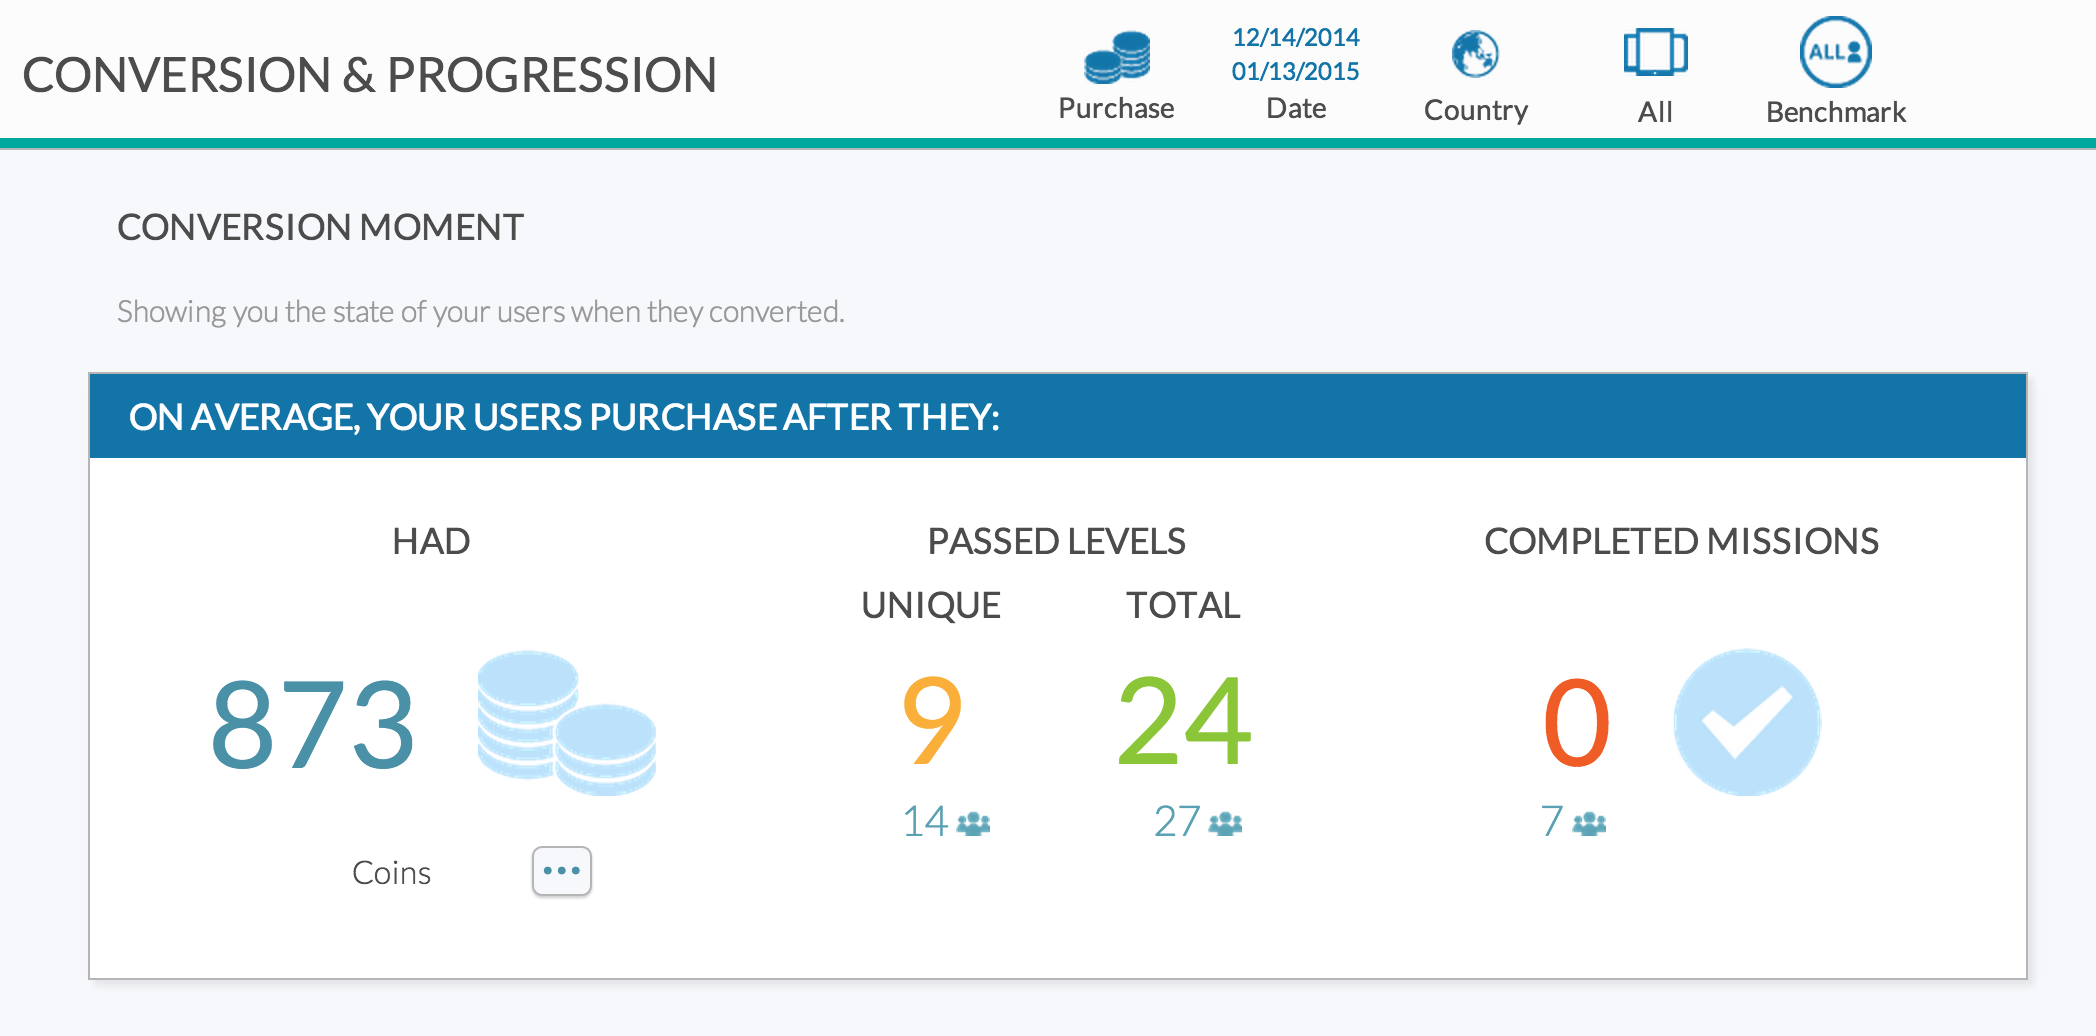 CONVERSION & PROGRESSION
Purchase
12/14/2014
01/13/2015
Date
Country
All
ALL
Benchmark
CONVERSION MOMENT
Showing you the state of your users when they converted.
ON AVERAGE, YOUR USERS PURCHASE AFTER THEY:
HAD
873
Coins
PASSED LEVELS
UNIQUE TOTAL
9 24
14 27
COMPLETED MISSIONS
0
7